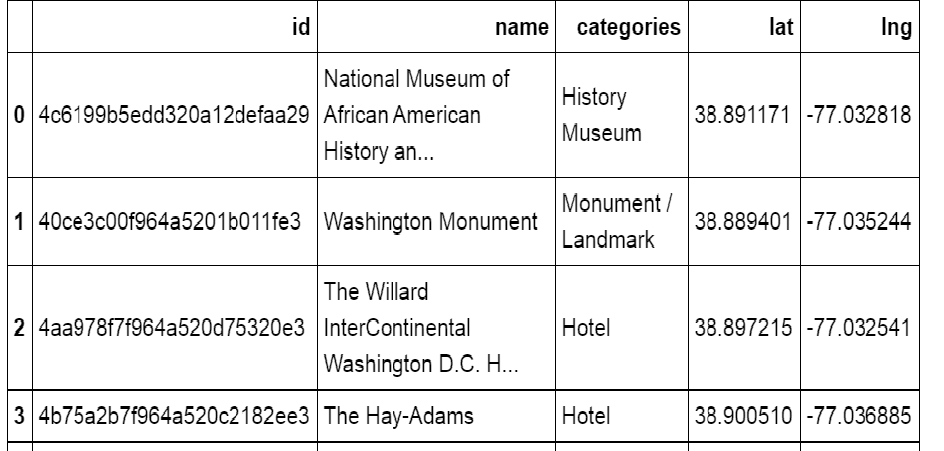 id name categories lat lng
0 4c6199b5edd320a12defaa29 National Museum of African American History an... History Museum 38.891171 -77.032818
1 40ce3c00f964a5201b011fe3 Washington Monument Monument / Landmark 38.889401 -77.035244
2 4aa978f7f964a520d75320e3 The Willard InterContinental Washington D.C. H... Hotel 38.897215 -77.032541
3 4b75a2b7f964a520c2182ee3 The Hay-Adams Hotel 38.900510 -77.036885